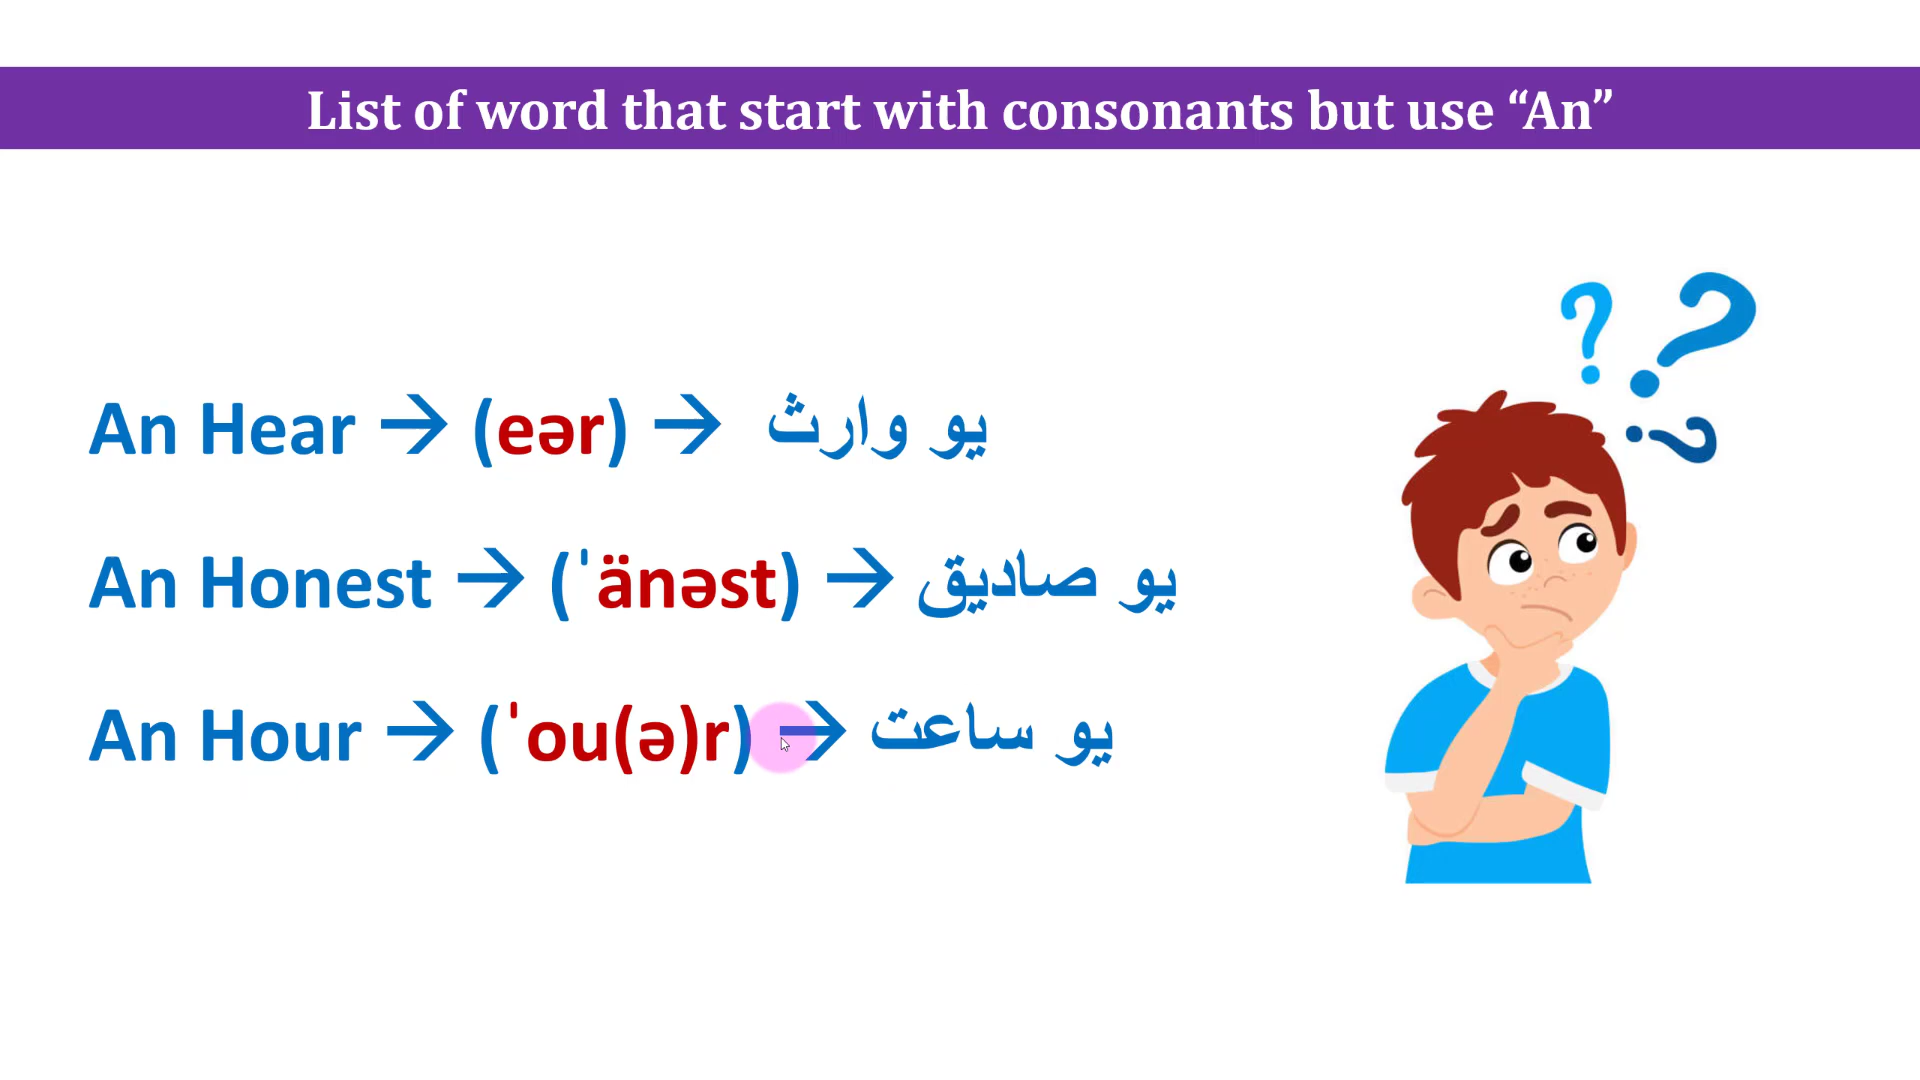 List of word that start with consonants but use “An”
An Hear → (eər) → یو وارث
An Honest → (ˈänəst) → یو صادیق
An Hour → (ˈou(ə)r) → یو ساعت